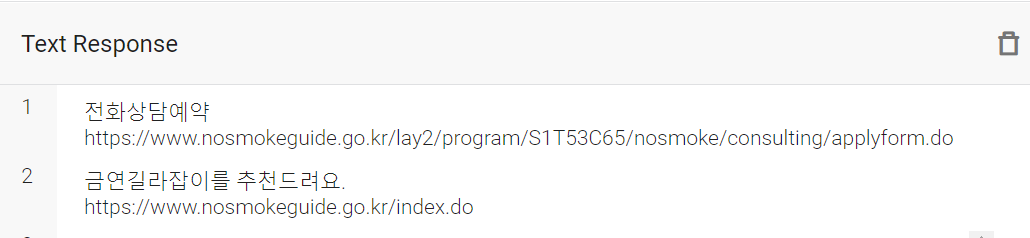 Text Response
1
전화상담예약
https://www.nosmokeguide.go.kr/lay2/program/S1T53C65/nosmoke/consulting/applyform.do
2
금연길라잡이를 추천드려요.
https://www.nosmokeguide.go.kr/index.do